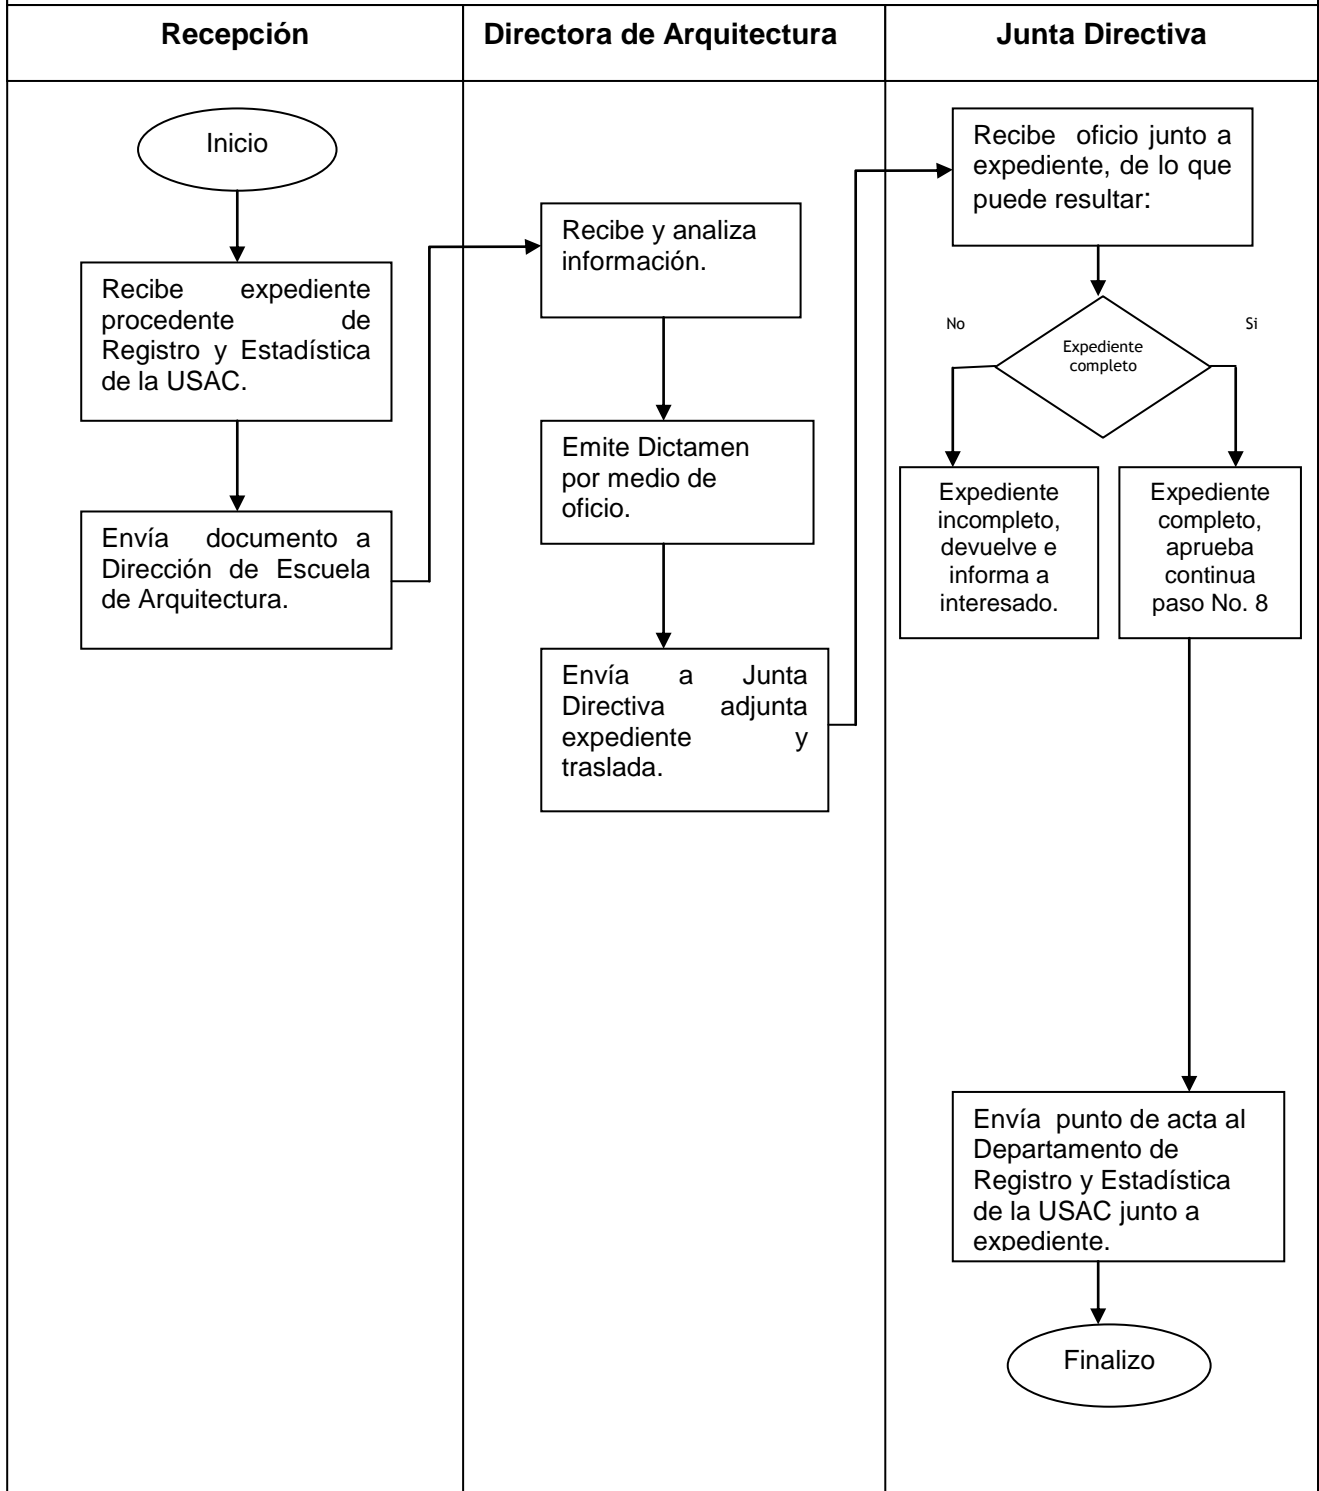 Recepción
Directora de Arquitectura
Junta Directiva
Inicio
Recibe expediente
procedente de
Registro y Estadística
de la USAC.
Envía documento a
Dirección de Escuela
de Arquitectura.
Recibe y analiza
información.
Emite Dictamen
por medio de
oficio.
Envía a Junta
Directiva adjunta
expediente y
traslada.
Recibe oficio junto a
expediente, de lo que
puede resultar:
No
Si
Expediente
completo
Expediente
incompleto,
devuelve e
informa a
interesado.
Expediente
completo,
aprueba
continua
paso No. 8
Envía punto de acta al
Departamento de
Registro y Estadística
de la USAC junto a
expediente.
Finalizo